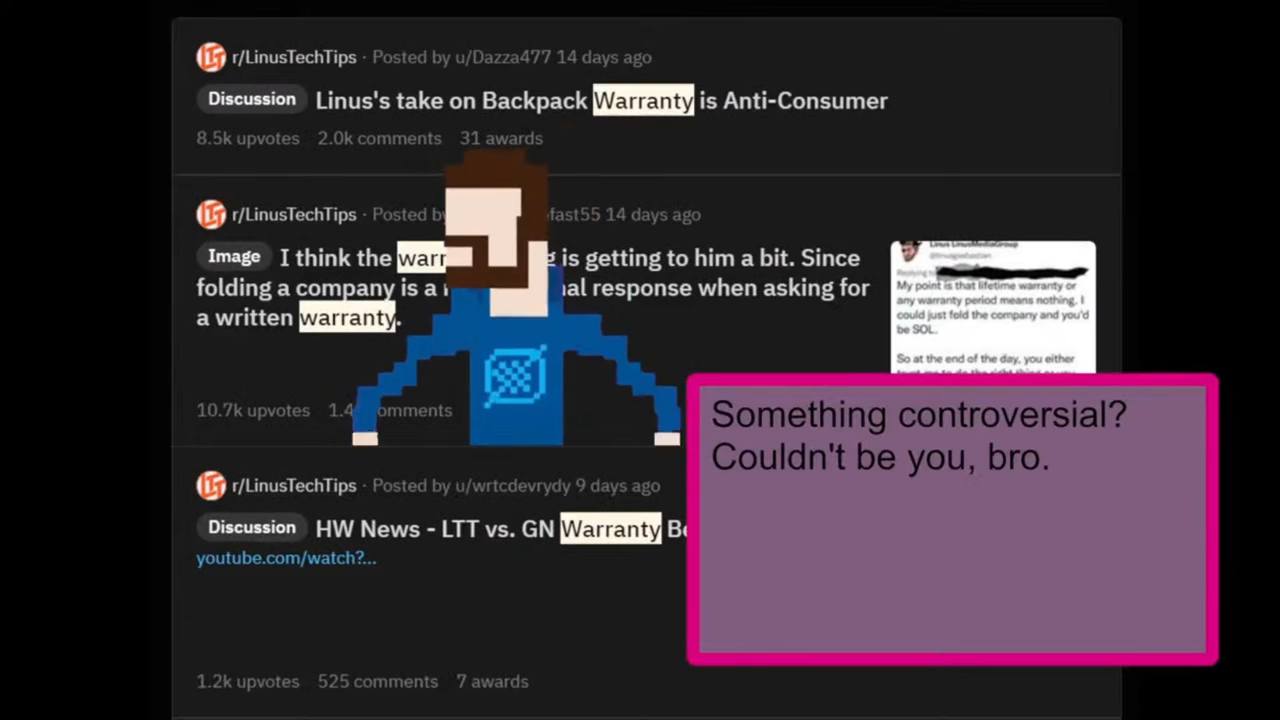 r/LinusTechTips · Posted by u/Dazza477 14 days ago
Discussion Linus's take on Backpack Warranty is Anti-Consumer
8.5k upvotes 2.0k comments 31 awards
r/LinusTechTips · Posted by fast55 14 days ago
Image I think the warr g is getting to him a bit. Since
folding a company is a nal response when asking for
a written warranty.
10.7k upvotes 1.4 comments
Linus LinusMediaGroup
Replying to
My point is that lifetime warranty or
any warranty period means nothing. I
could just fold the company and you'd
be SOL.
So at the end of the day, you either
Something controversial?
Couldn't be you, bro.
r/LinusTechTips · Posted by u/wrtcdevrydy 9 days ago
Discussion HW News - LTT vs. GN Warranty Be
youtube.com/watch?...
1.2k upvotes 525 comments 7 awards